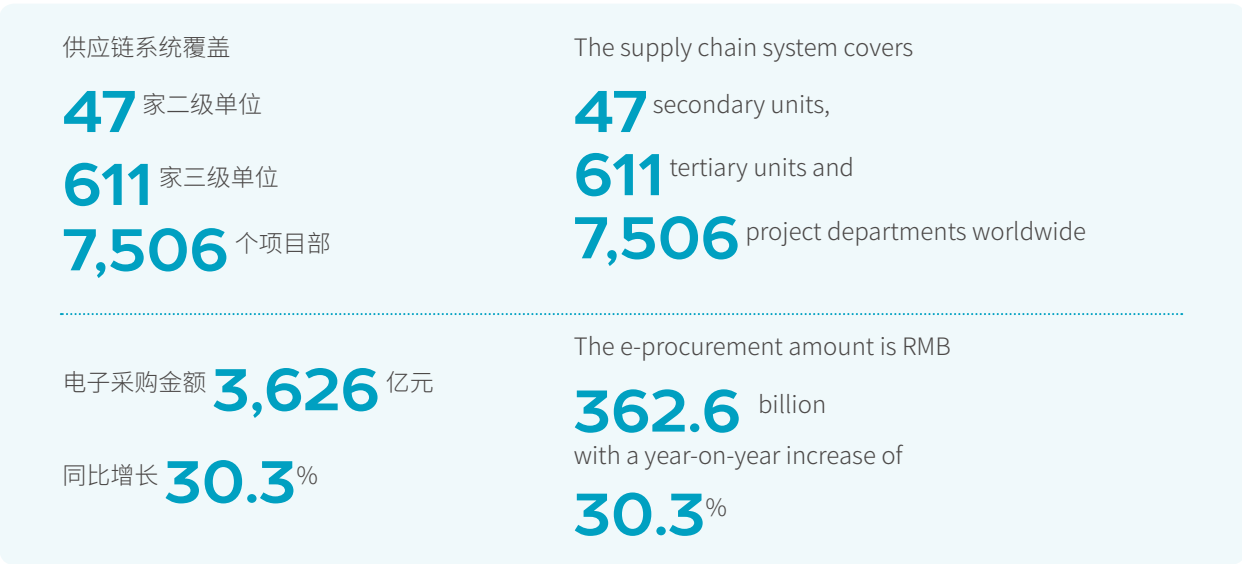 供应链系统覆盖
47 家二级单位
611 家三级单位
7,506 个项目部
The supply chain system covers
47 secondary units,
611 tertiary units and
7,506 project departments worldwide
电子采购金额 3,626 亿元
同比增长 30.3%
The e-procurement amount is RMB
362.6 billion
with a year-on-year increase of
30.3%